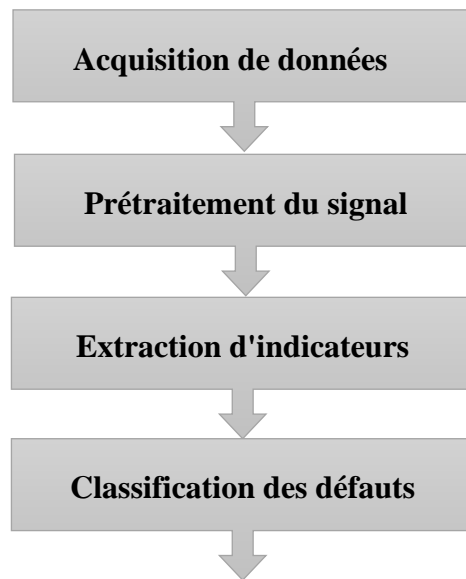 Acquisition de données
Prétraitement du signal
Extraction d'indicateurs
Classification des défauts